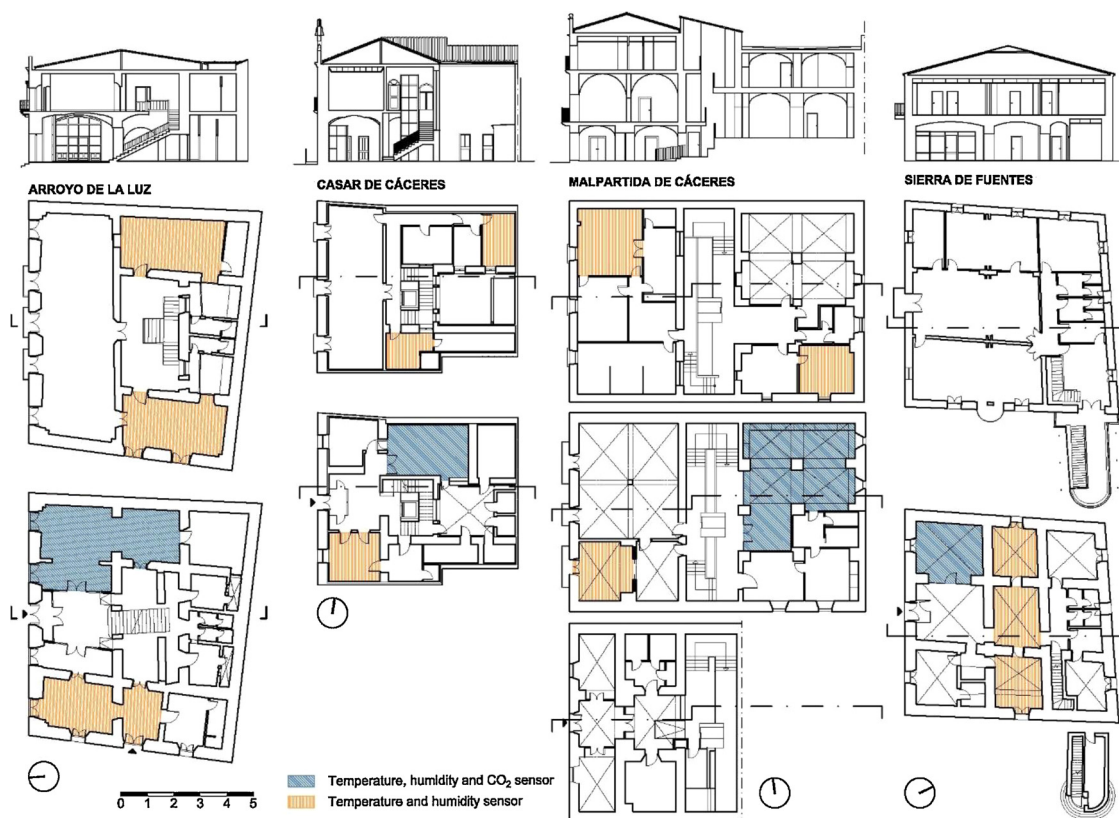 ARROYO DE LA LUZ
CASAR DE CÁCERES
MALPARTIDA DE CÁCERES
SIERRA DE FUENTES
Temperature, humidity and CO₂ sensor
Temperature and humidity sensor
0 1 2 3 4 5